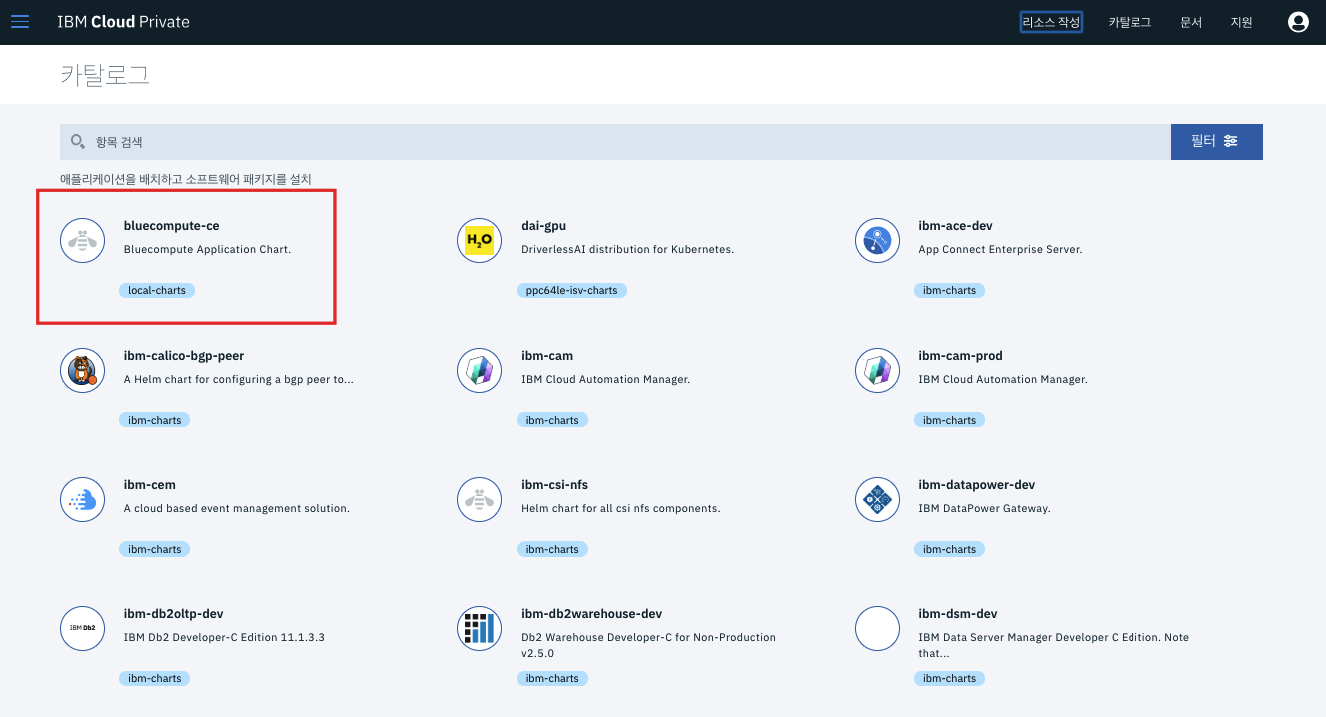 IBM Cloud Private
리소스 작성 카탈로그 문서 지원
카탈로그
항목 검색
필터
애플리케이션을 배치하고 소프트웨어 패키지를 설치
bluecompute-ce
Bluecompute Application Chart.
local-charts
H2O
dai-gpu
DriverlessAI distribution for Kubernetes.
ppc64le-isv-charts
ibm-ace-dev
App Connect Enterprise Server.
ibm-charts
ibm-calico-bgp-peer
A Helm chart for configuring a bgp peer to...
ibm-charts
ibm-cam
IBM Cloud Automation Manager.
ibm-charts
ibm-cam-prod
IBM Cloud Automation Manager.
ibm-charts
ibm-cem
A cloud based event management solution.
ibm-charts
ibm-csi-nfs
Helm chart for all csi nfs components.
ibm-charts
ibm-datapower-dev
IBM DataPower Gateway.
ibm-charts
IBM Db2
ibm-db2oltp-dev
IBM Db2 Developer-C Edition 11.1.3.3
ibm-charts
ibm-db2warehouse-dev
Db2 Warehouse Developer-C for Non-Production
v2.5.0
ibm-charts
ibm-dsm-dev
IBM Data Server Manager Developer C Edition. Note
that...
ibm-charts